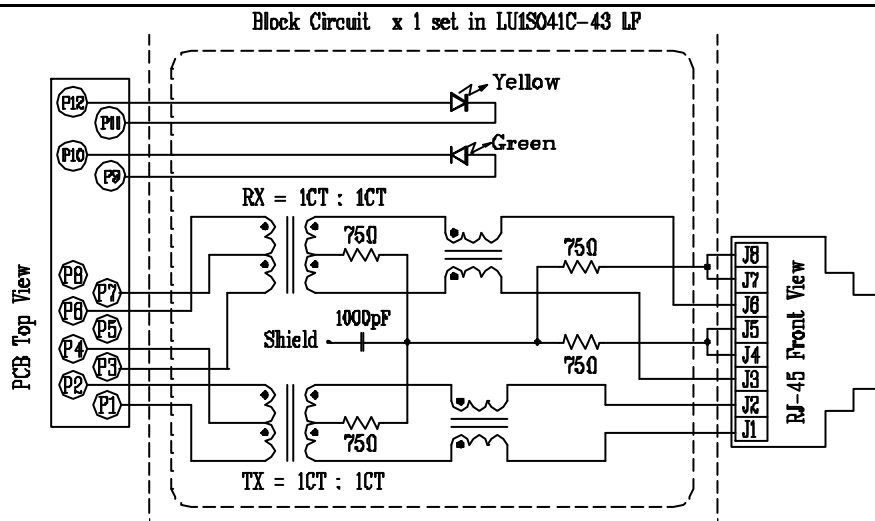 Block Circuit x 1 set in LU1S041C-43 LF
P12
Yellow
P11
P10
Green
P9
RX = 1CT : 1CT
75Ω
75Ω
J8
J7
J6
J5
J4
J3
J2
J1
P8
P7
P6
P5
P4
P3
P2
P1
1000pF
Shield
75Ω
75Ω
TX = 1CT : 1CT
PCB Top View
RJ-45 Front View